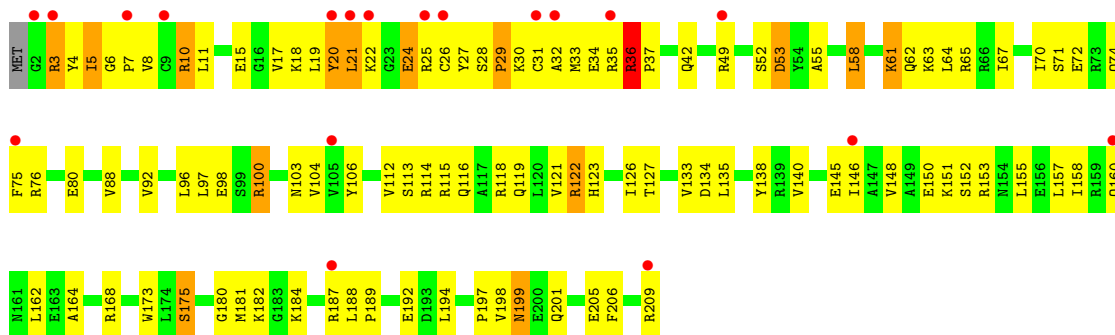 MET G2 R3 Y4 I5 G6 P7 V8 C9 R10 L11 E15 G16 V17 K18 L19 Y20 L21 K22 G23 E24 R25 C26 Y27 S28 P29 K30 C31 A32 M33 E34 R35 R36 P37 Q42 R49 S52 D53 Y54 A55 L58 K61 Q62 K63 L64 R65 R66 I67 I70 S71 E72 R73
F75 R76 E80 V88 V92 L96 L97 F98 S99 R100 N103 V104 V105 Y106 V112 S113 R114 R115 Q116 A117 R118 Q119 L120 V121 R122 H123 I126 T127 V133 D134 L135 Y138 R139 V140 E145 I146 A147 V148 A149 E150 K151 S152 R153 N154 L155 E156 L157 I158 R159
N161 L162 E163 A164 R168 W173 L174 S175 G180 M181 K182 G183 K184 R187 L188 P189 E192 D193 L194 P197 V198 N199 E200 Q201 E205 F206 R209